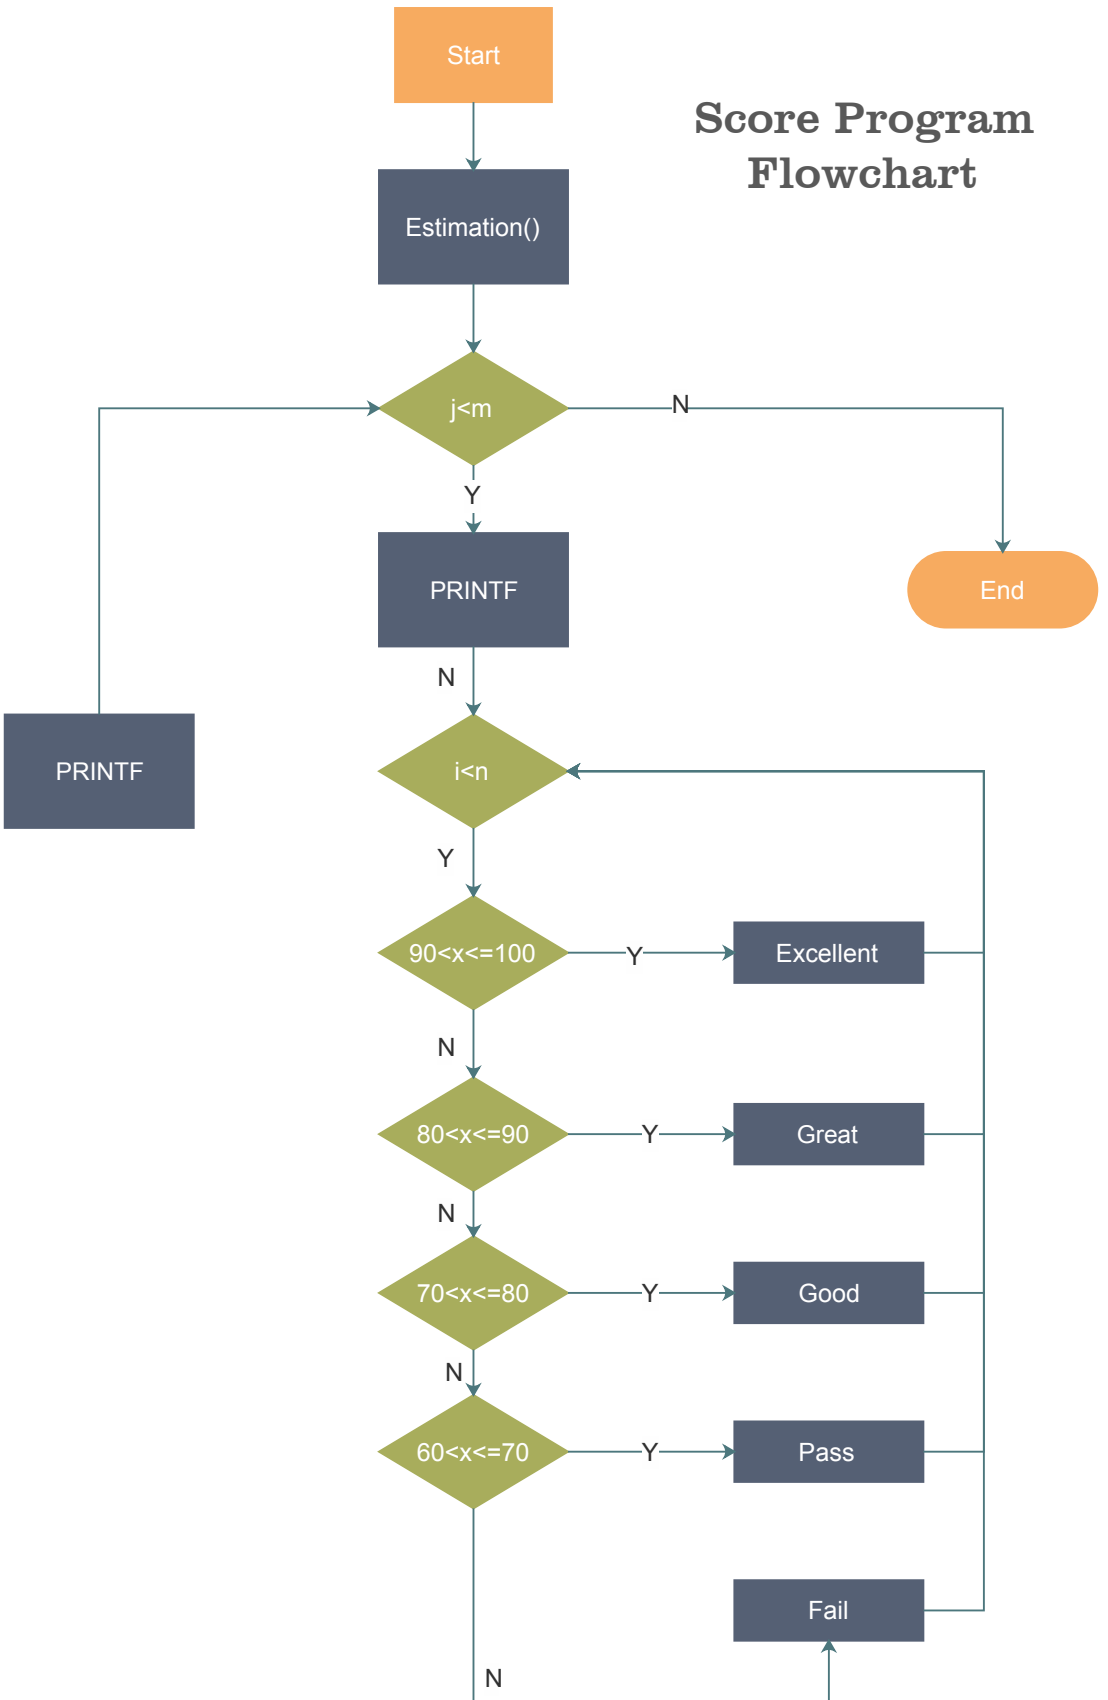 Start
Score Program
Flowchart
Estimation()
j<m
N
Y
PRINTF
End
N
PRINTF
i<n
Y
90<x<=100
Y
Excellent
N
80<x<=90
Y
Great
N
70<x<=80
Y
Good
N
60<x<=70
Y
Pass
Fail
N